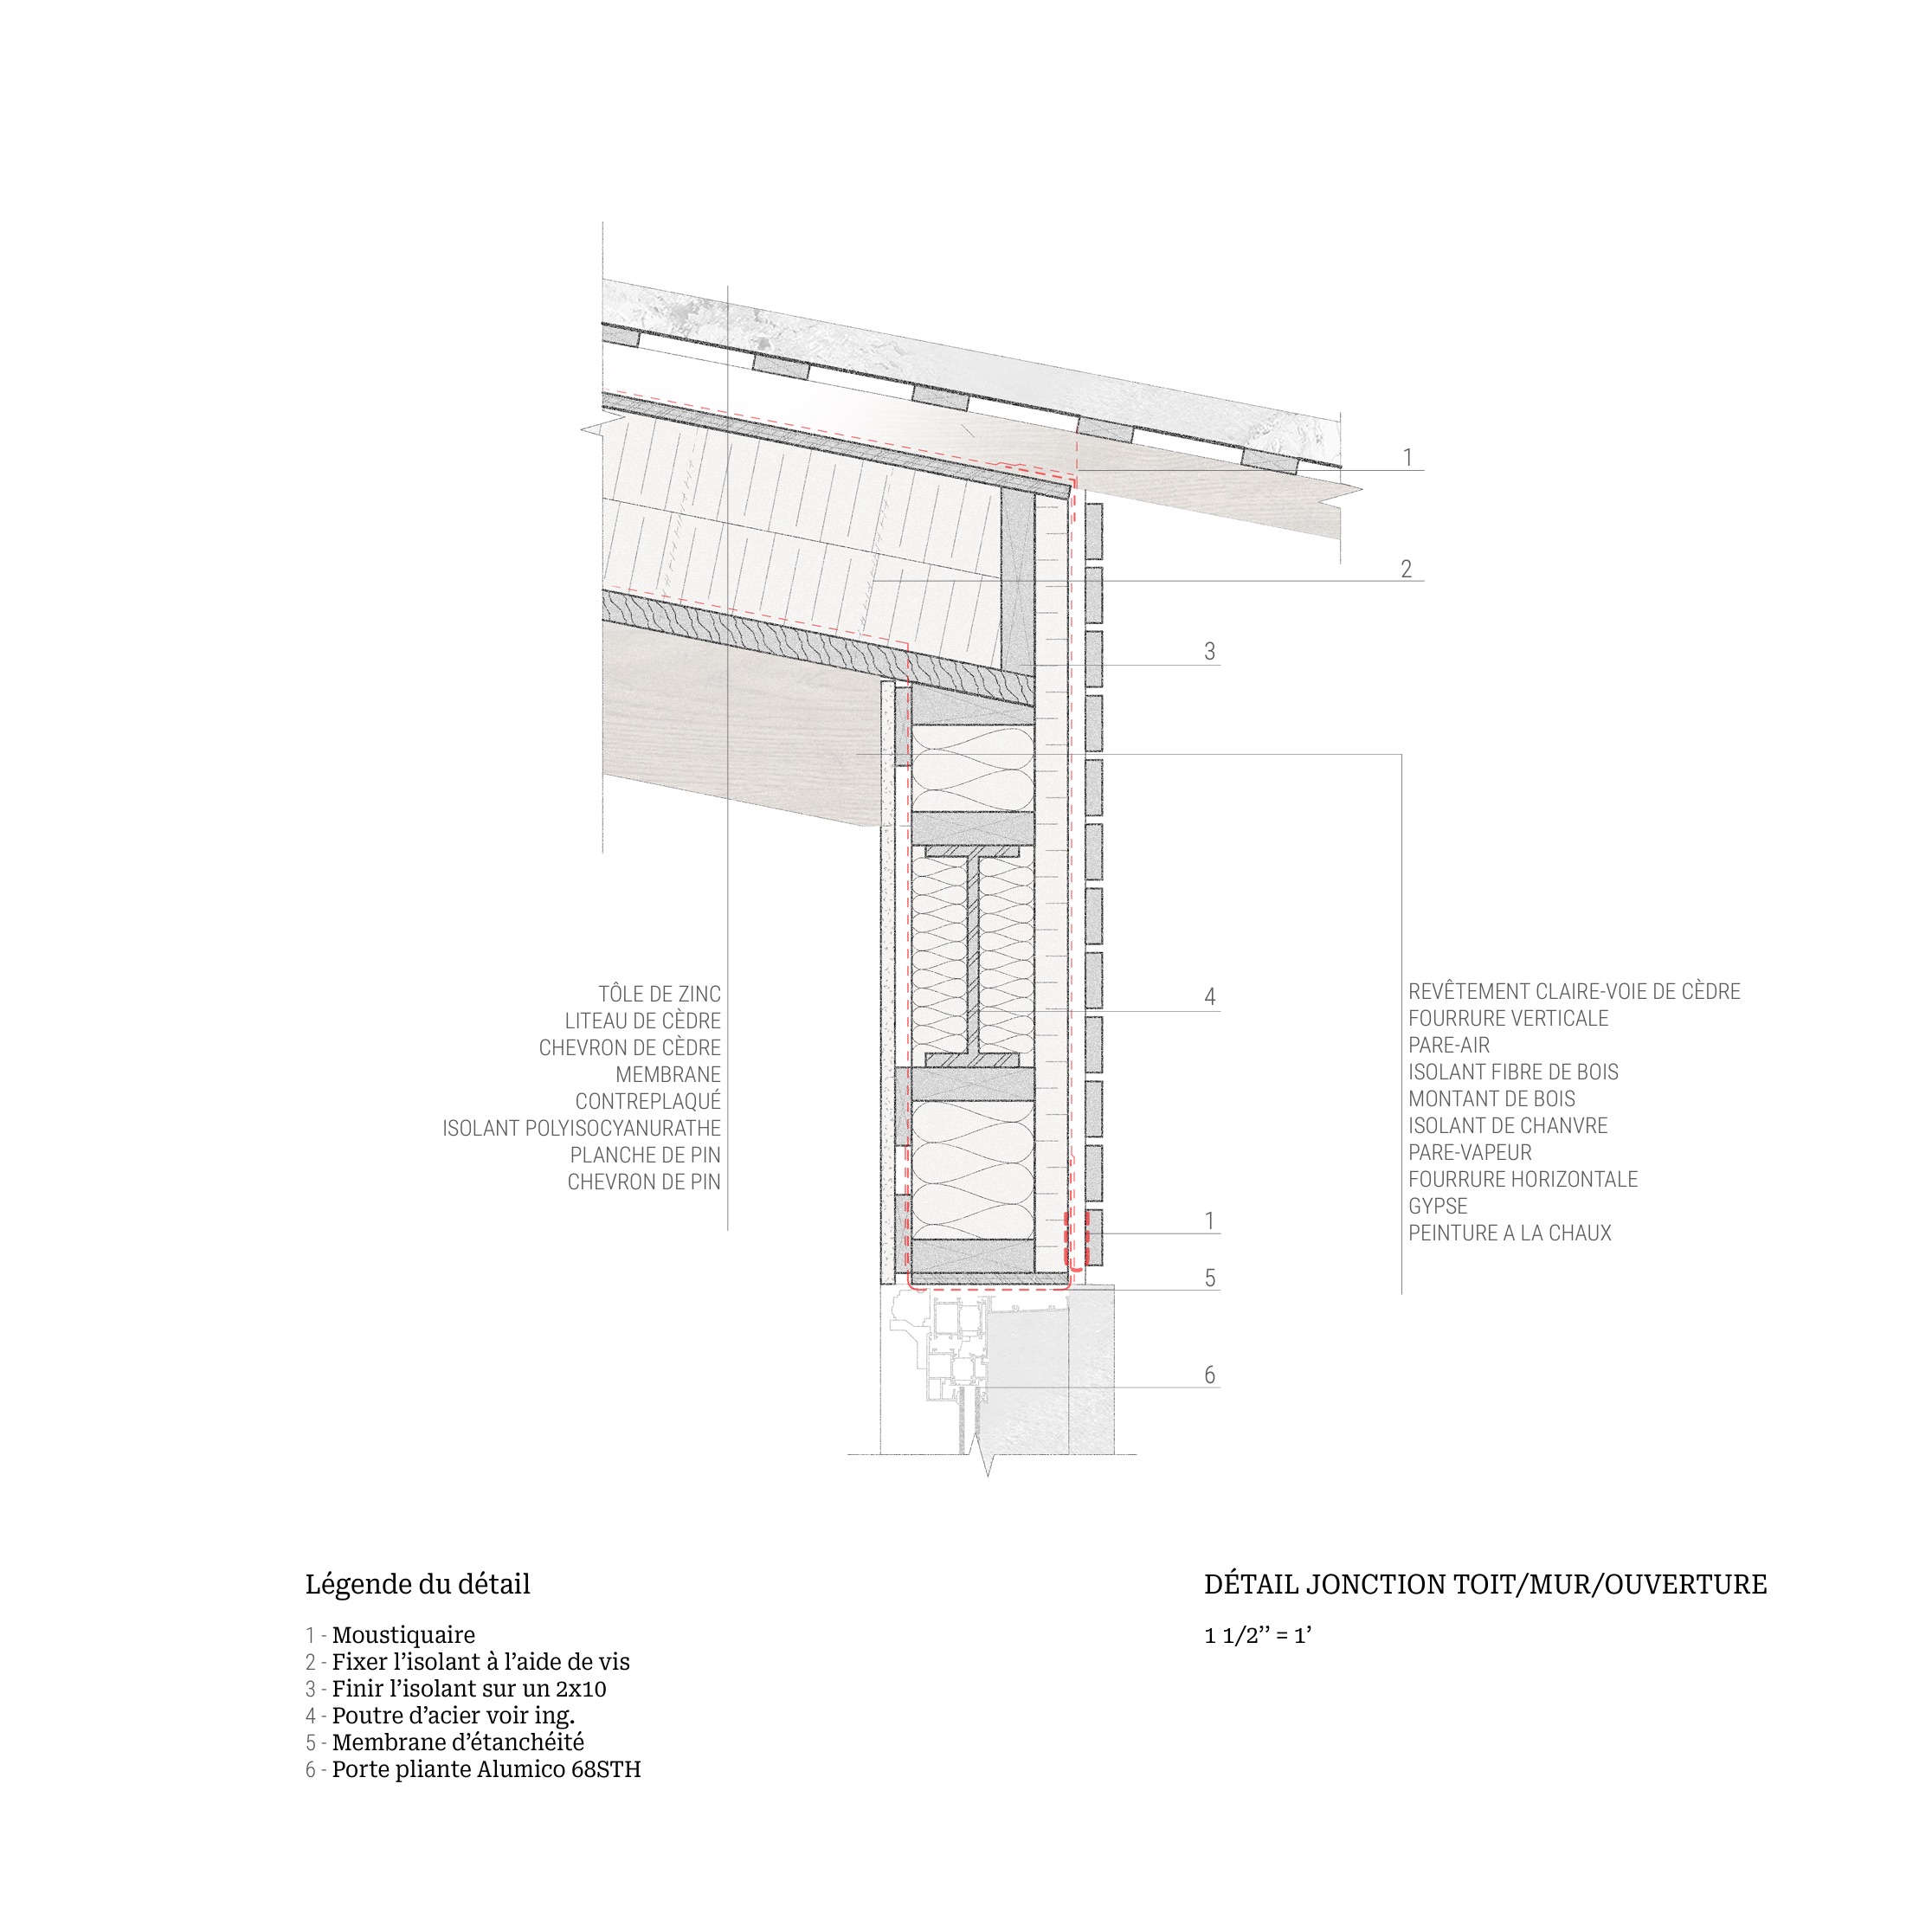 1
2
3
4
1
5
6
TÔLE DE ZINC
LITEAU DE CÈDRE
CHEVRON DE CÈDRE
MEMBRANE
CONTREPLAQUÉ
ISOLANT POLYISOCYANURATHE
PLANCHE DE PIN
CHEVRON DE PIN
REVÊTEMENT CLAIRE-VOIE DE CÈDRE
FOURRURE VERTICALE
PARE-AIR
ISOLANT FIBRE DE BOIS
MONTANT DE BOIS
ISOLANT DE CHANVRE
PARE-VAPEUR
FOURRURE HORIZONTALE
GYPSE
PEINTURE A LA CHAUX
Légende du détail
1 - Moustiquaire
2 - Fixer l’isolant à l’aide de vis
3 - Finir l’isolant sur un 2x10
4 - Poutre d’acier voir ing.
5 - Membrane d’étanchéité
6 - Porte pliante Alumico 68STH
DÉTAIL JONCTION TOIT/MUR/OUVERTURE
1 1/2’’ = 1’